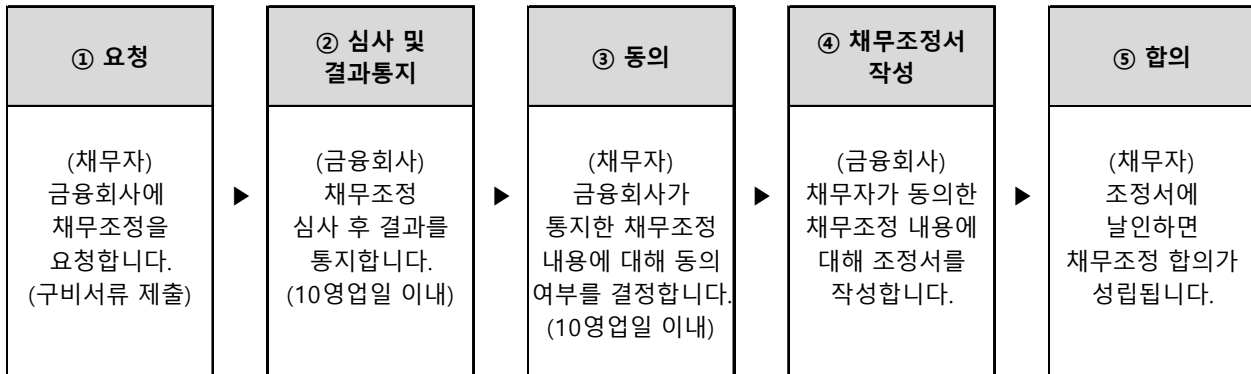 ① 요청
(채무자)
금융회사에
채무조정을
요청합니다.
(구비서류 제출)
▶
② 심사 및
결과통지
(금융회사)
채무조정
심사 후 결과를
통지합니다.
(10영업일 이내)
▶
③ 동의
(채무자)
금융회사가
통지한 채무조정
내용에 대해 동의
여부를 결정합니다.
(10영업일 이내)
▶
④ 채무조정서
작성
(금융회사)
채무자가 동의한
채무조정 내용에
대해 조정서를
작성합니다.
▶
⑤ 합의
(채무자)
조정서에
날인하면
채무조정 합의가
성립됩니다.